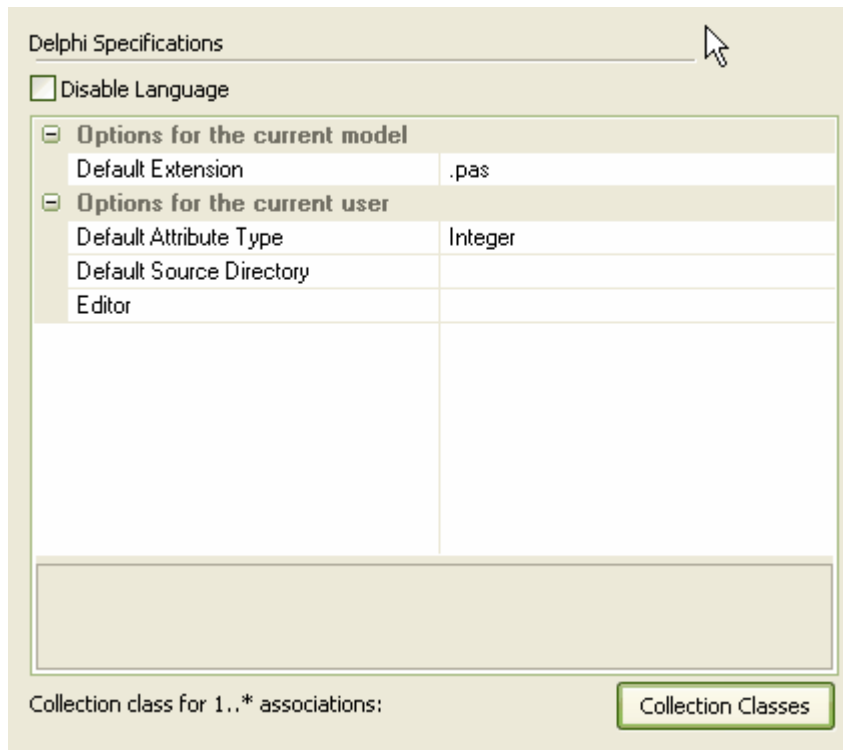 Delphi Specifications
Disable Language
Options for the current model
Default Extension .pas
Options for the current user
Default Attribute Type Integer
Default Source Directory
Editor
Collection class for 1..* associations: Collection Classes